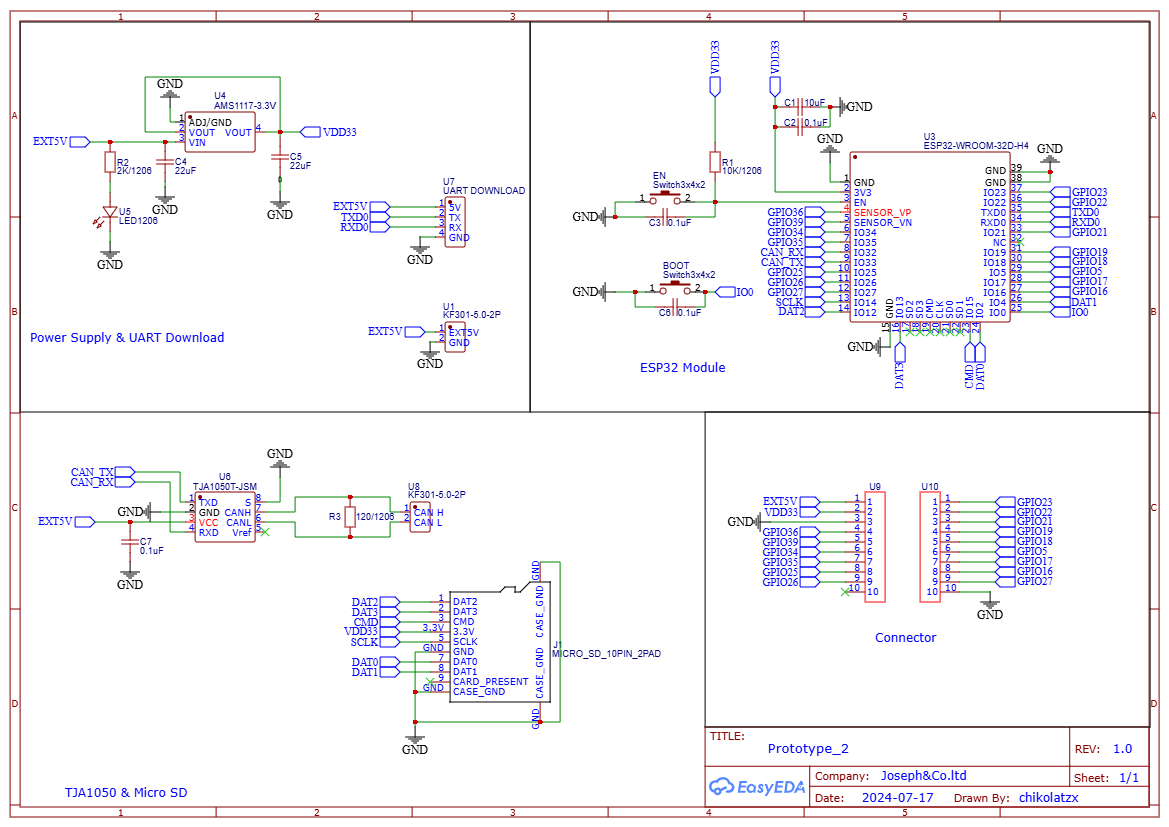 1 2 3 4 5
A
B
C
D
GND
U4
AMS1117-3.3V
1 ADJ/GND
2 VOUT VOUT 4
3 VIN
EXT5V
VDD33
R2
2K/1206
C4
22uF
C5
22uF
U5
LED1206
GND
GND
GND
U7
UART DOWNLOAD
EXT5V 1 5V
TXD0 2 TX
RXD0 3 RX
4 GND
GND
U1
KF301-5.0-2P
EXT5V 1 EXT5V
2 GND
GND
Power Supply & UART Download
VDD33
VDD33
C1 10uF
GND
C2 0.1uF
GND
R1
10K/1206
EN
Switch3x4x2
1 2
GND
C3 0.1uF
BOOT
Switch3x4x2
GND
1 2
IO0
C6 0.1uF
U3
ESP32-WROOM-32D-H4
GND
1 GND
2 3V3
3 EN
GPIO36 4 SENSOR_VP
GPIO39 5 SENSOR_VN
GPIO34 6 IO34
GPIO35 7 IO35
CAN_RX 8 IO32
CAN_TX 9 IO33
GPIO25 10 IO25
GPIO26 11 IO26
GPIO27 12 IO27
SCLK 13 IO14
DAT2 14 IO12
GND 39
GND 38
IO23 37 GPIO23
IO22 36 GPIO22
TXD0 35 TXD0
RXD0 34 RXD0
IO21 33 GPIO21
NC 32
IO19 31 GPIO19
IO18 30 GPIO18
IO5 29 GPIO5
IO17 28 GPIO17
IO16 27 GPIO16
IO4 26 DAT1
IO0 25 IO0
GND IO13 SD2 SD3 CMD CLK SD0 SD1 IO15 IO2
15 16 17 18 19 20 21 22 23 24
GND
DAT3
CMD
DAT0
ESP32 Module
CAN_TX
CAN_RX
EXT5V
GND
U6
TJA1050T-JSM
1 TXD S 8
2 GND CANH 7
3 VCC CANL 6
4 RXD Vref 5
GND
C7
0.1uF
GND
R3 120/1206
U8
KF301-5.0-2P
1 CAN H
2 CAN L
DAT2 1 DAT2
DAT3 2 DAT3
CMD 3 CMD
VDD33 3.3V 3.3V
SCLK 5 SCLK
GND GND
DAT0 7 DAT0
DAT1 8 DAT1
9 CARD_PRESENT
GND CASE_GND
GND
CASE_GND
CASE_GND
GND
J1
MICRO_SD_10PIN_2PAD
GND
TJA1050 & Micro SD
U9
EXT5V 1 1
VDD33 2 2
GND 3 3
GPIO36 4 4
GPIO39 5 5
GPIO34 6 6
GPIO35 7 7
GPIO25 8 8
GPIO26 9 9
10 10
U10
1 1 GPIO23
2 2 GPIO22
3 3 GPIO21
4 4 GPIO19
5 5 GPIO18
6 6 GPIO5
7 7 GPIO17
8 8 GPIO16
9 9 GPIO27
10 10
GND
Connector
TITLE:
Prototype_2
REV: 1.0
EasyEDA
Company: Joseph&Co.ltd
Sheet: 1/1
Date: 2024-07-17 Drawn By: chikolatzx
A
B
C
D
1 2 3 4 5